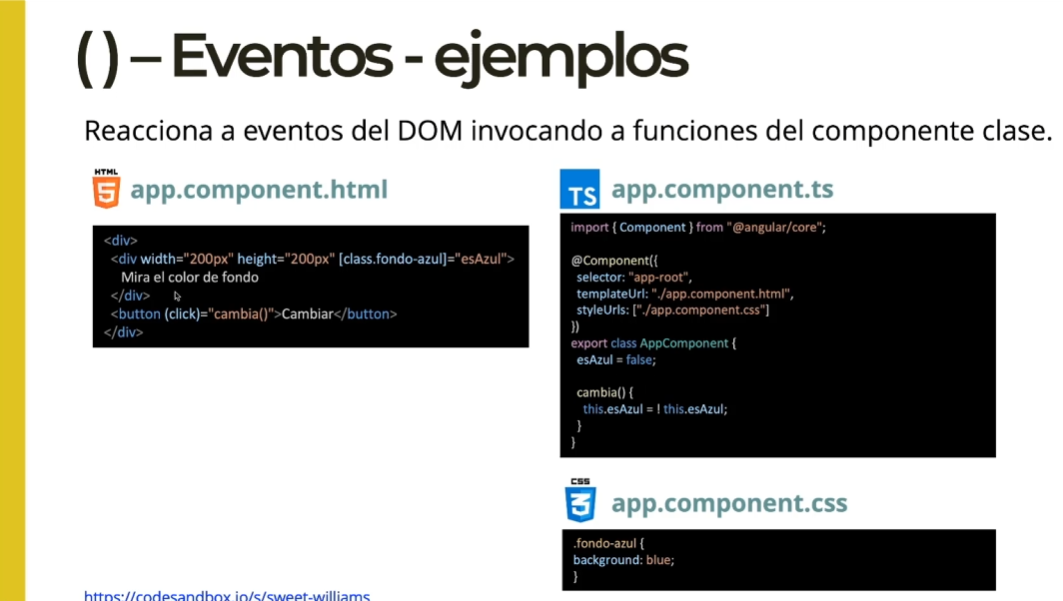 ( ) – Eventos - ejemplos
Reacciona a eventos del DOM invocando a funciones del componente clase.
HTML
5
app.component.html
<div>
<div width="200px" height="200px" [class.fondo-azul]="esAzul">
Mira el color de fondo
</div>
<button (click)="cambia()">Cambiar</button>
</div>
TS
app.component.ts
import { Component } from "@angular/core";
@Component({
selector: "app-root",
templateUrl: "./app.component.html",
styleUrls: ["./app.component.css"]
})
export class AppComponent {
esAzul = false;
cambia() {
this.esAzul = ! this.esAzul;
}
}
CSS
3
app.component.css
.fondo-azul {
background: blue;
}
https://codesandbox.io/s/sweet-williams